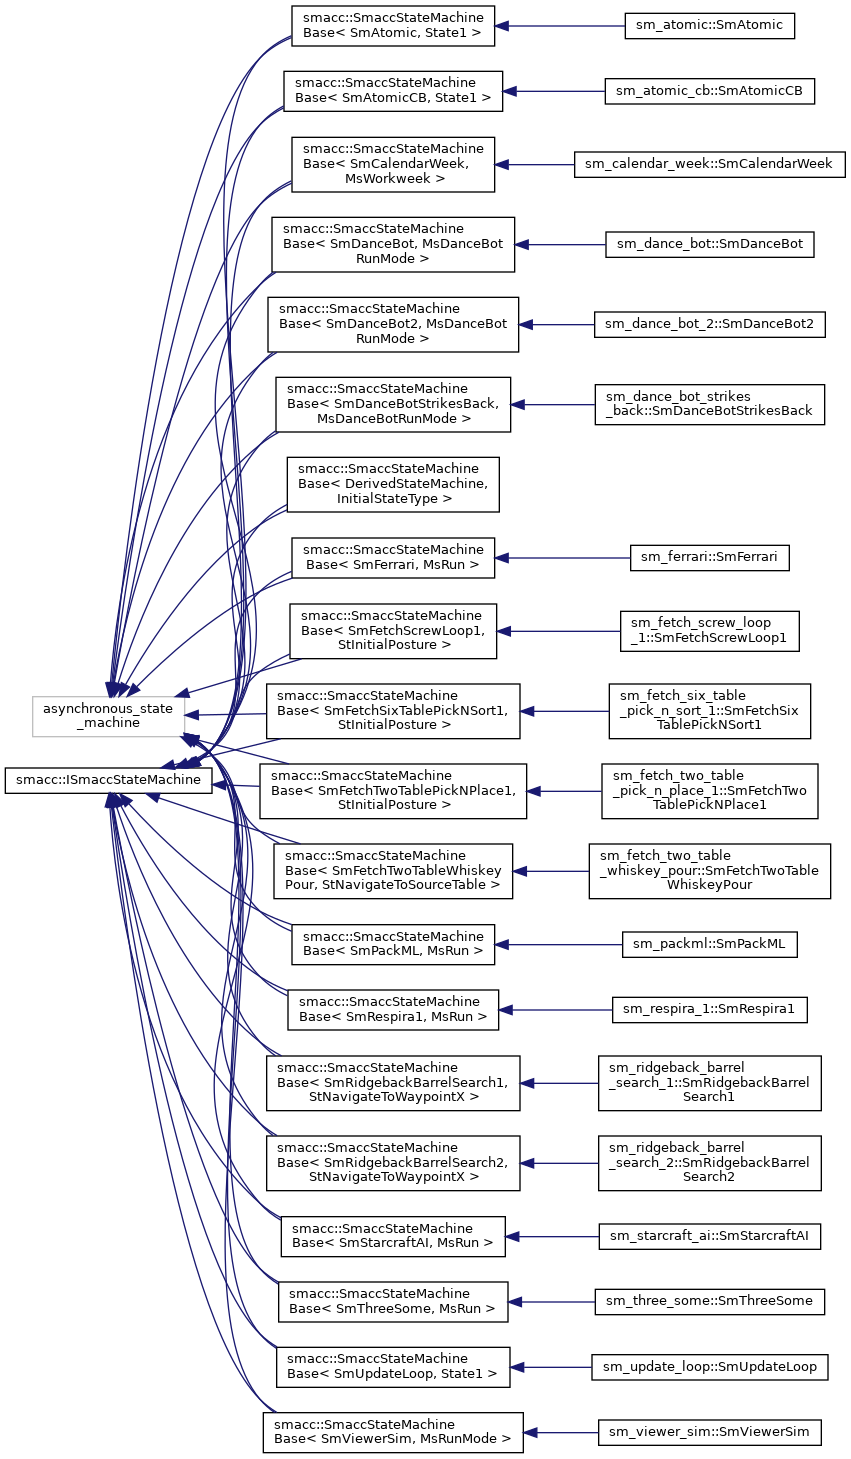 smacc::SmaccStateMachine
Base< SmAtomic, State1 >
sm_atomic::SmAtomic
smacc::SmaccStateMachine
Base< SmAtomicCB, State1 >
sm_atomic_cb::SmAtomicCB
smacc::SmaccStateMachine
Base< SmCalendarWeek,
MsWorkweek >
sm_calendar_week::SmCalendarWeek
smacc::SmaccStateMachine
Base< SmDanceBot, MsDanceBot
RunMode >
sm_dance_bot::SmDanceBot
smacc::SmaccStateMachine
Base< SmDanceBot2, MsDanceBot
RunMode >
sm_dance_bot_2::SmDanceBot2
smacc::SmaccStateMachine
Base< SmDanceBotStrikesBack,
MsDanceBotRunMode >
sm_dance_bot_strikes
_back::SmDanceBotStrikesBack
smacc::SmaccStateMachine
Base< DerivedStateMachine,
InitialStateType >
smacc::SmaccStateMachine
Base< SmFerrari, MsRun >
sm_ferrari::SmFerrari
smacc::SmaccStateMachine
Base< SmFetchScrewLoop1,
StInitialPosture >
sm_fetch_screw_loop
_1::SmFetchScrewLoop1
asynchronous_state
_machine
smacc::SmaccStateMachine
Base< SmFetchSixTablePickNSort1,
StInitialPosture >
sm_fetch_six_table
_pick_n_sort_1::SmFetchSix
TablePickNSort1
smacc::ISmaccStateMachine
smacc::SmaccStateMachine
Base< SmFetchTwoTablePickNPlace1,
StInitialPosture >
sm_fetch_two_table
_pick_n_place_1::SmFetchTwo
TablePickNPlace1
smacc::SmaccStateMachine
Base< SmFetchTwoTableWhiskey
Pour, StNavigateToSourceTable >
sm_fetch_two_table
_whiskey_pour::SmFetchTwoTable
WhiskeyPour
smacc::SmaccStateMachine
Base< SmPackML, MsRun >
sm_packml::SmPackML
smacc::SmaccStateMachine
Base< SmRespira1, MsRun >
sm_respira_1::SmRespira1
smacc::SmaccStateMachine
Base< SmRidgebackBarrelSearch1,
StNavigateToWaypointX >
sm_ridgeback_barrel
_search_1::SmRidgebackBarrel
Search1
smacc::SmaccStateMachine
Base< SmRidgebackBarrelSearch2,
StNavigateToWaypointX >
sm_ridgeback_barrel
_search_2::SmRidgebackBarrel
Search2
smacc::SmaccStateMachine
Base< SmStarcraftAI, MsRun >
sm_starcraft_ai::SmStarcraftAI
smacc::SmaccStateMachine
Base< SmThreeSome, MsRun >
sm_three_some::SmThreeSome
smacc::SmaccStateMachine
Base< SmUpdateLoop, State1 >
sm_update_loop::SmUpdateLoop
smacc::SmaccStateMachine
Base< SmViewerSim, MsRunMode >
sm_viewer_sim::SmViewerSim